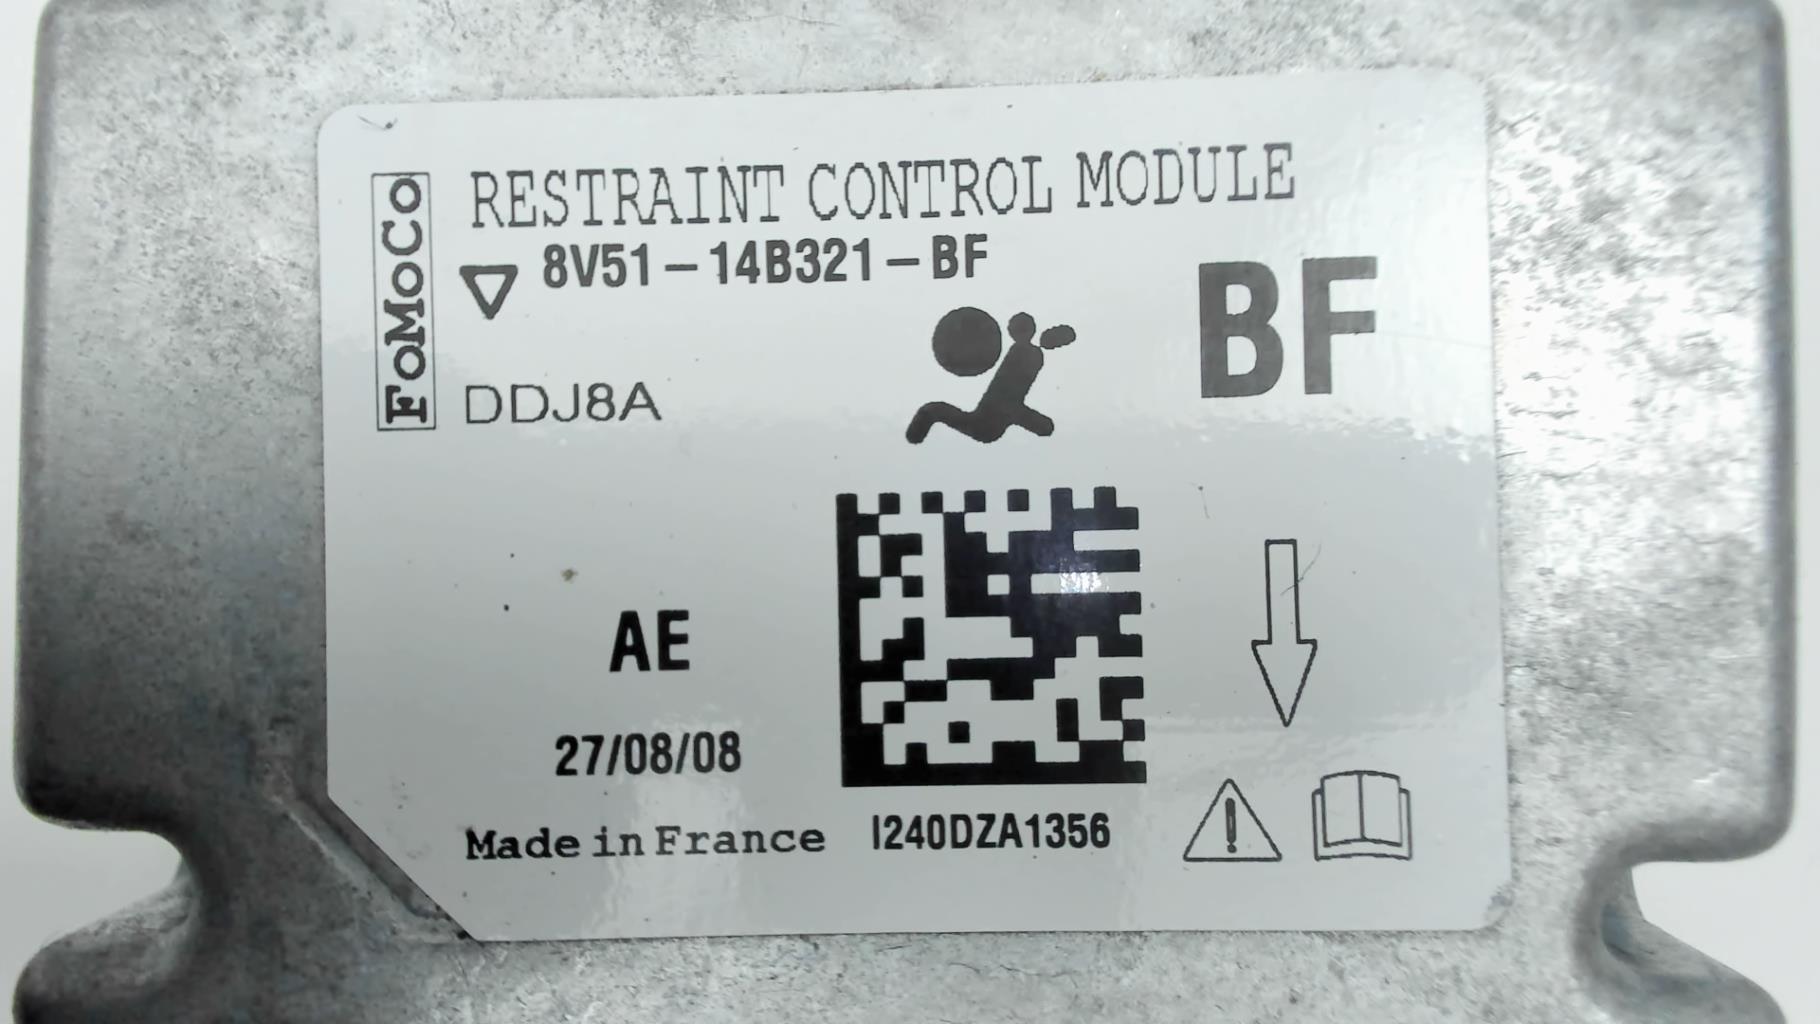 FoMoCo
RESTRAINT CONTROL MODULE
8V51-14B321-BF
BF
DDJ8A
AE
27/08/08
Made in France
I240DZA1356